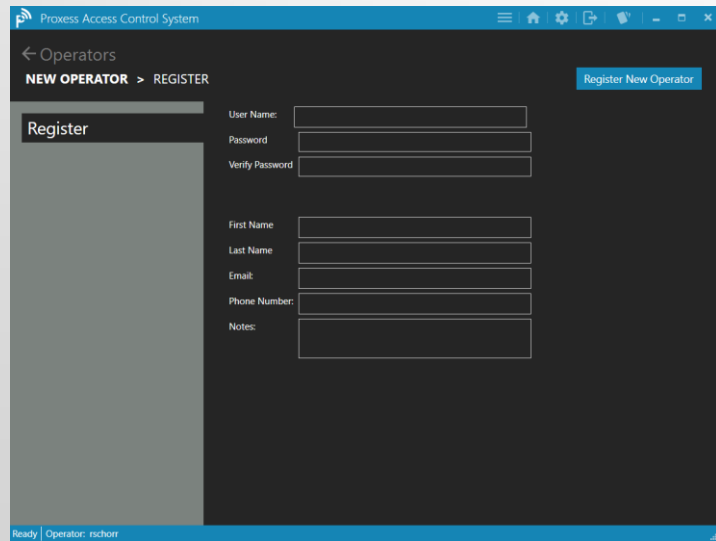 Proxess Access Control System
Operators
NEW OPERATOR > REGISTER
Register New Operator
Register
User Name:
Password
Verify Password
First Name
Last Name
Email:
Phone Number:
Notes:
Ready Operator: rschorr